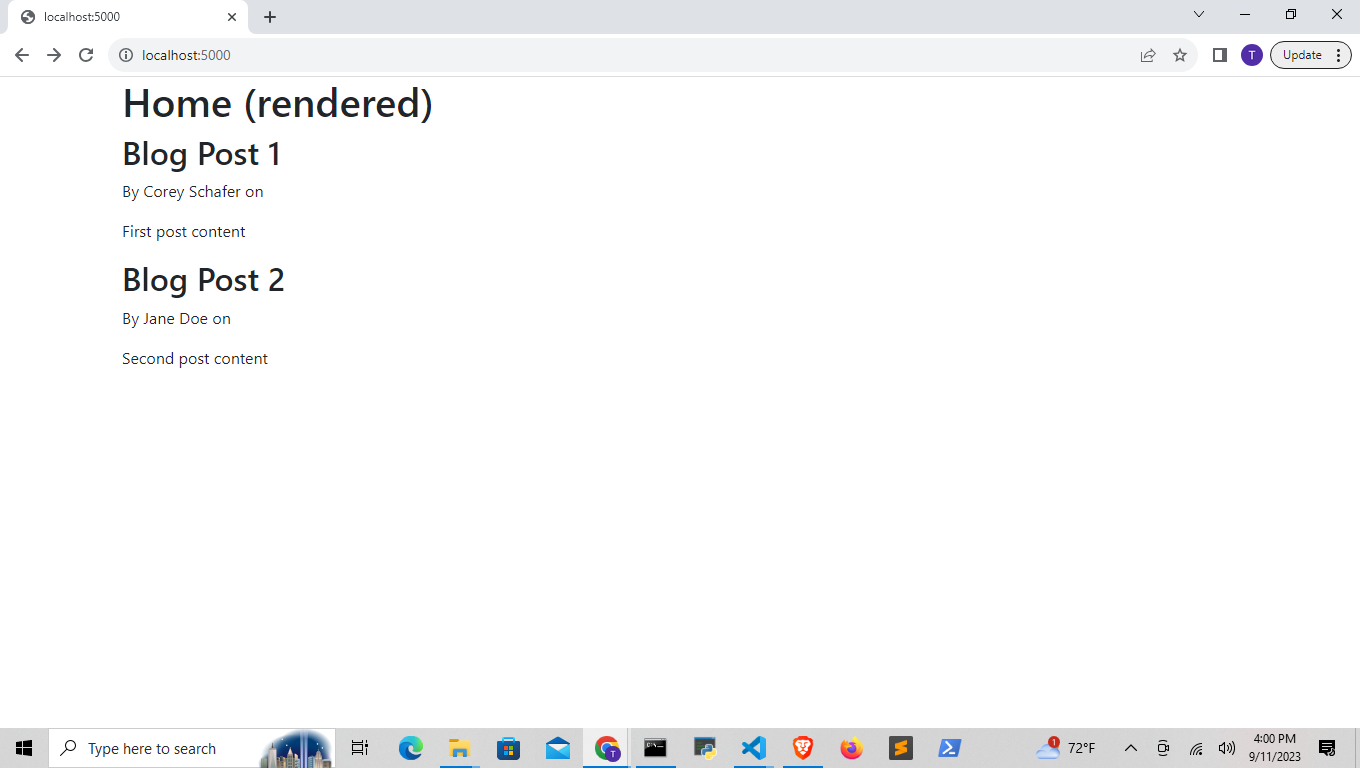 localhost:5000
localhost:5000
T
Update
Home (rendered)
Blog Post 1
By Corey Schafer on
First post content
Blog Post 2
By Jane Doe on
Second post content
Type here to search
T
1
72°F
4:00 PM
9/11/2023